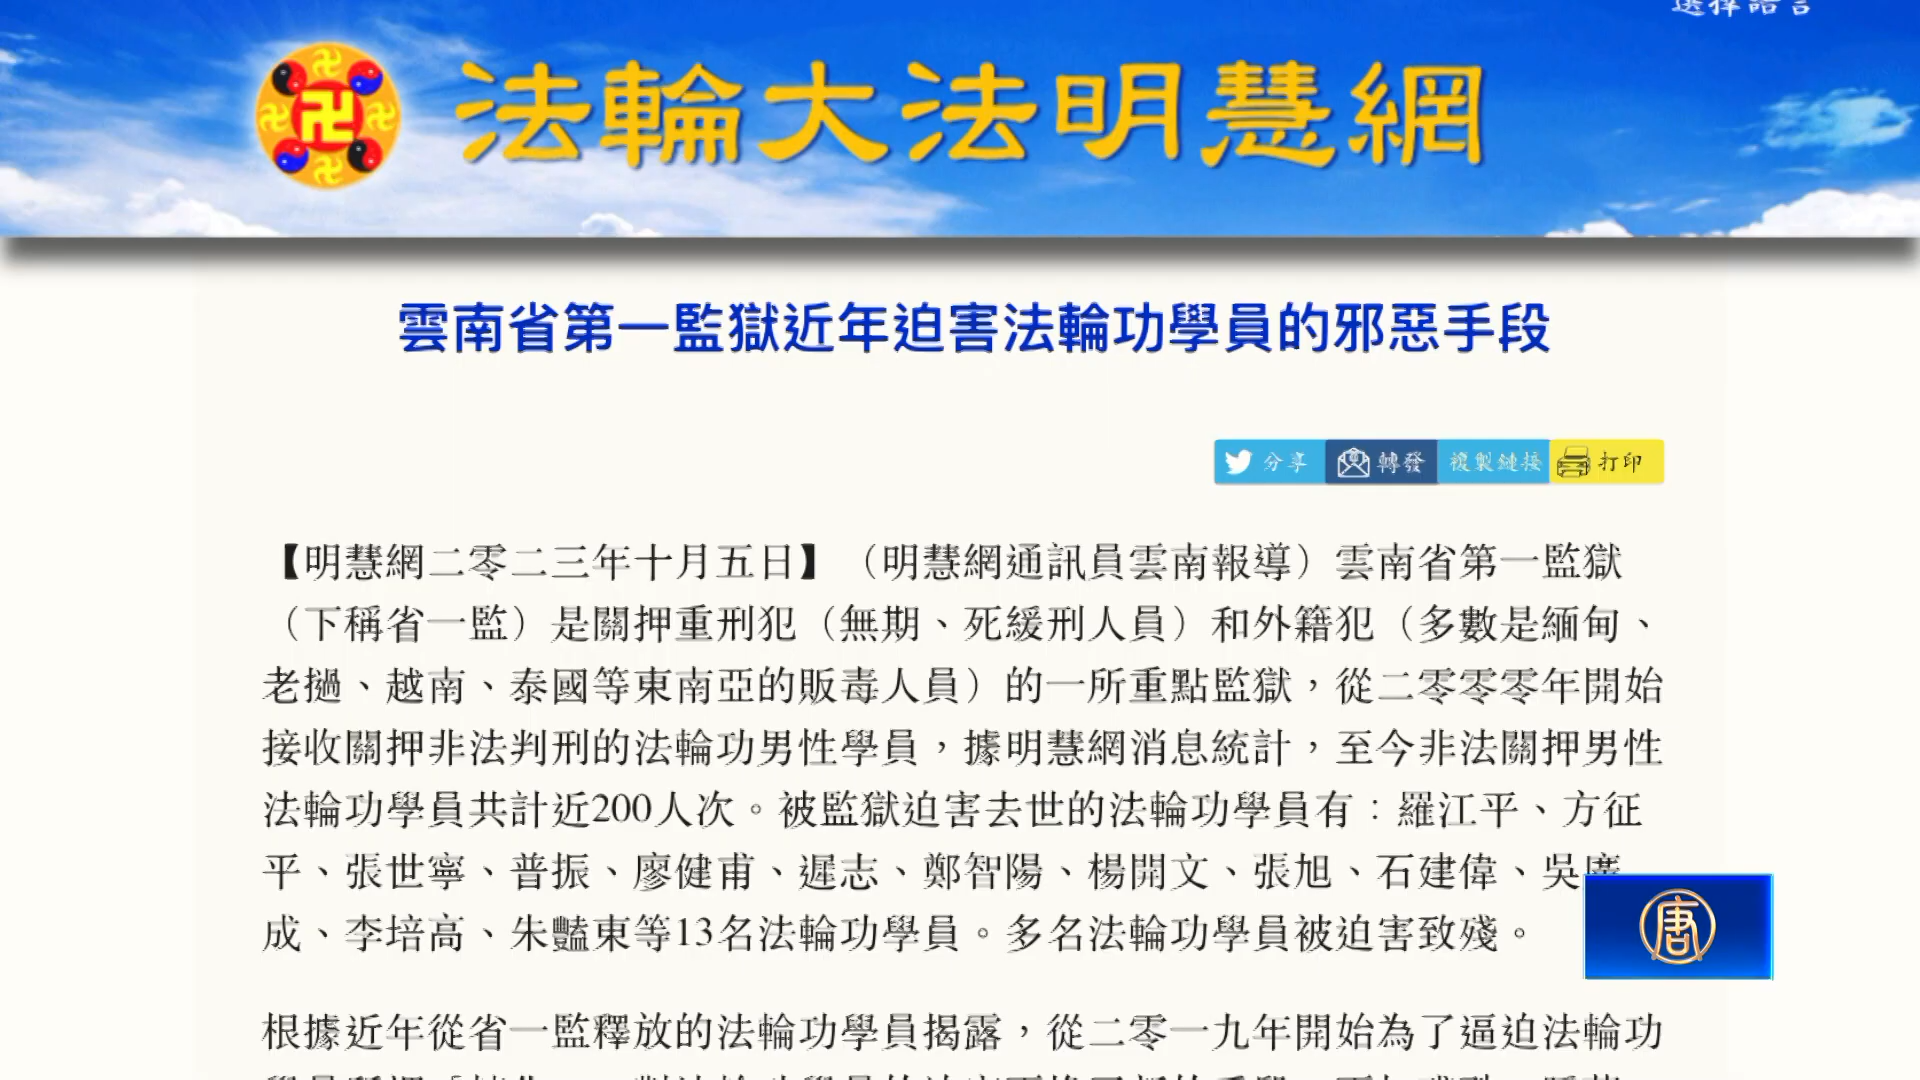 選擇語言
法輪大法明慧網
雲南省第一監獄近年迫害法輪功學員的邪惡手段
分享 轉發 複製鏈接 打印
【明慧網二零二三年十月五日】（明慧網通訊員雲南報導）雲南省第一監獄
（下稱省一監）是關押重刑犯（無期、死緩刑人員）和外籍犯（多數是緬甸、
老撾、越南、泰國等東南亞的販毒人員）的一所重點監獄，從二零零零年開始
接收關押非法判刑的法輪功男性學員，據明慧網消息統計，至今非法關押男性
法輪功學員共計近200人次。被監獄迫害去世的法輪功學員有：羅江平、方征
平、張世寧、普振、廖健甫、遲志、鄭智陽、楊開文、張旭、石建偉、吳廣
成、李培高、朱豔東等13名法輪功學員。多名法輪功學員被迫害致殘。
唐
根據近年從省一監釋放的法輪功學員揭露，從二零一九年開始為了逼迫法輪功